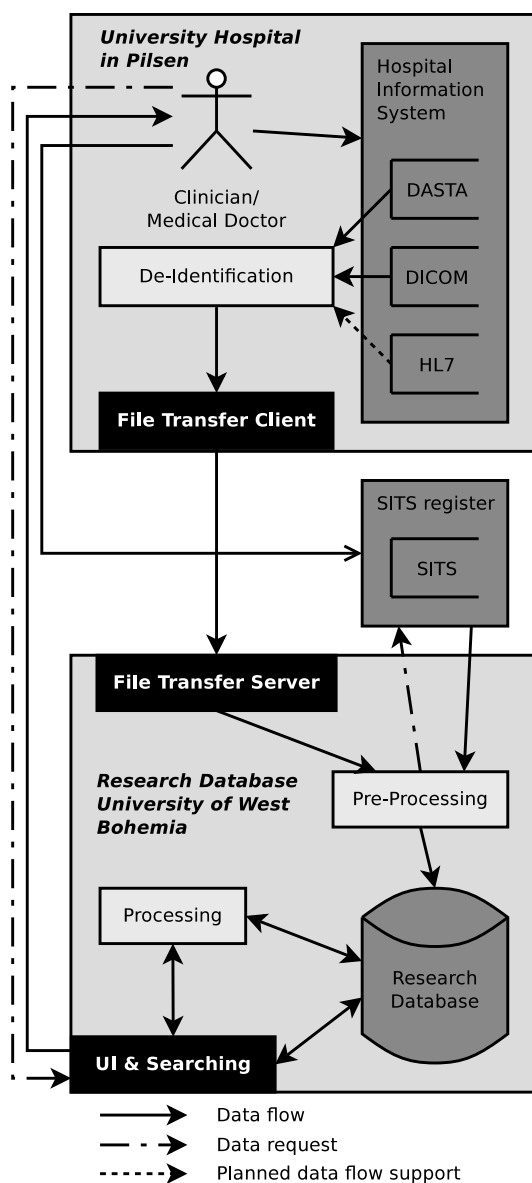 University Hospital
in Pilsen
Hospital
Information
System
Clinician/
Medical Doctor
DASTA
De-Identification
DICOM
HL7
File Transfer Client
SITS register
SITS
File Transfer Server
Research Database
University of West
Bohemia
Pre-Processing
Processing
Research
Database
UI & Searching
Data flow
Data request
Planned data flow support